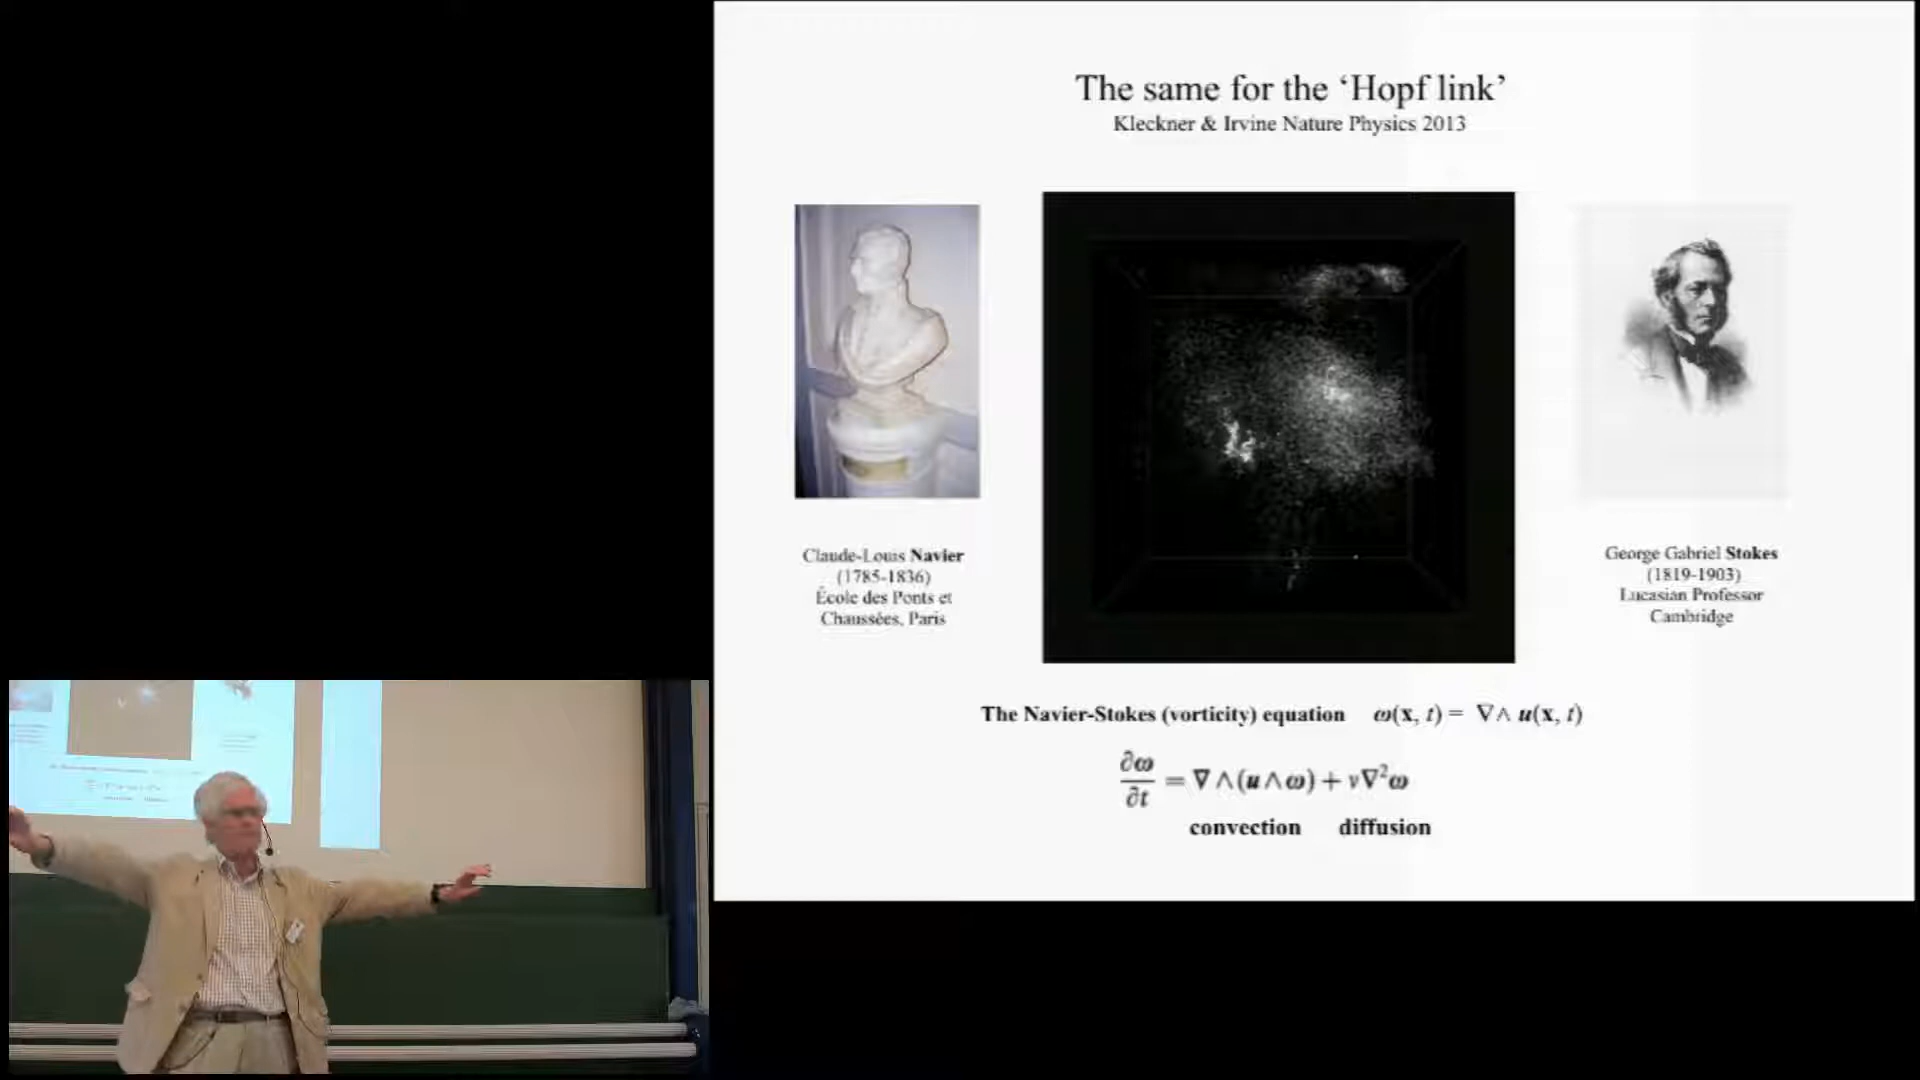 The same for the ‘Hopf link’
Kleckner & Irvine Nature Physics 2013
Claude-Louis Navier
(1785-1836)
École des Ponts et
Chaussées, Paris
George Gabriel Stokes
(1819-1903)
Lucasian Professor
Cambridge
The Navier-Stokes (vorticity) equation ω(x, t) = ∇∧ u(x, t)
∂ω/∂t = ∇∧(u∧ω) + ν∇²ω
convection diffusion